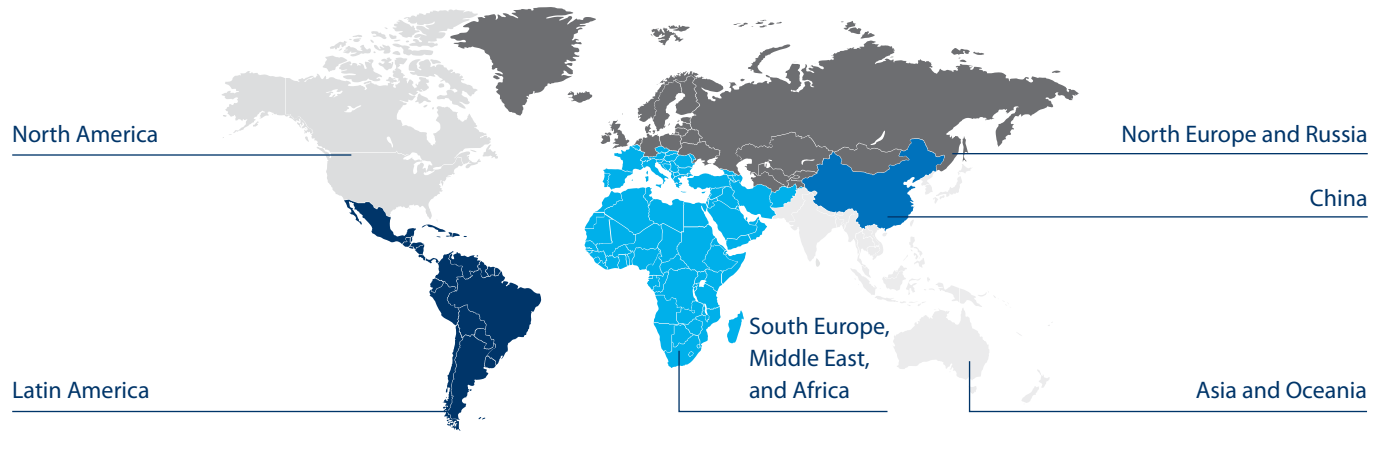 North America
North Europe and Russia
China
South Europe,
Middle East,
and Africa
Latin America
Asia and Oceania